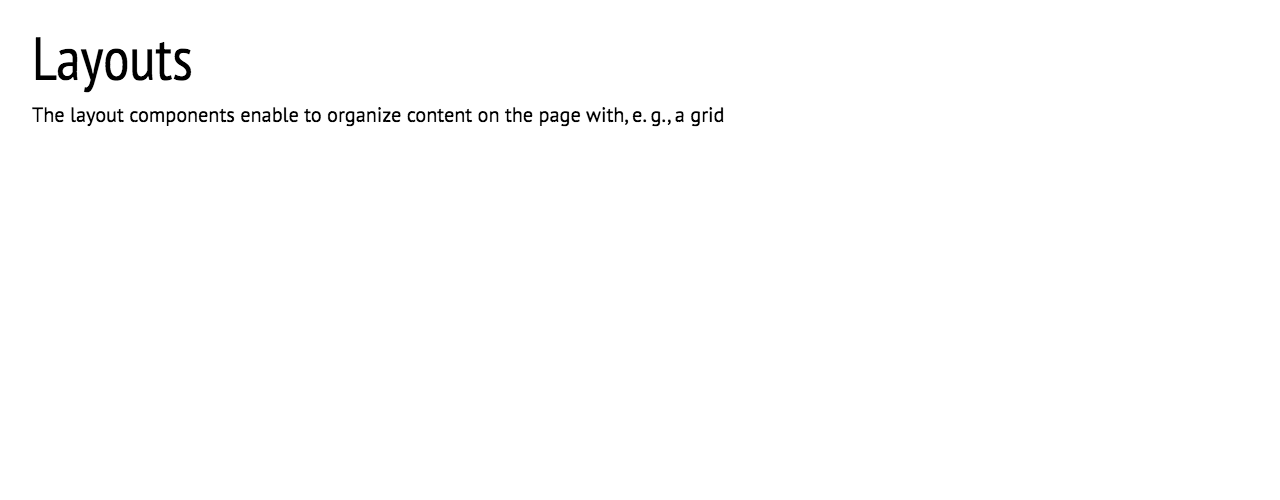 Layouts
The layout components enable to organize content on the page with, e. g., a grid